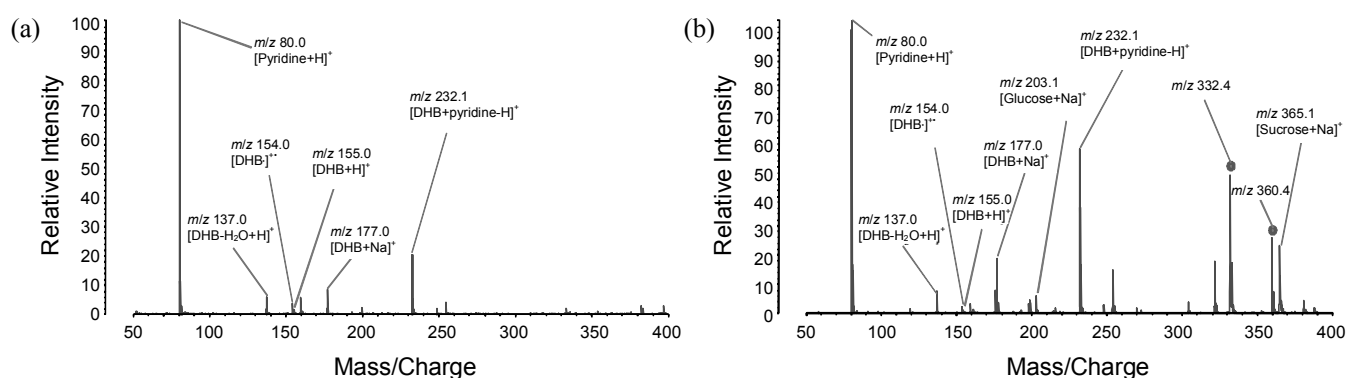 (a)
Relative Intensity
100
90
80
70
60
50
40
30
20
10
0
m/z 80.0
[Pyridine+H]⁺
m/z 232.1
[DHB+pyridine-H]⁺
m/z 154.0
[DHB·]⁺˙
m/z 155.0
[DHB+H]⁺
m/z 137.0
[DHB-H₂O+H]⁺
m/z 177.0
[DHB+Na]⁺
50 100 150 200 250 300 350 400
Mass/Charge
(b)
Relative Intensity
100
90
80
70
60
50
40
30
20
10
0
m/z 80.0
[Pyridine+H]⁺
m/z 232.1
[DHB+pyridine-H]⁺
m/z 203.1
[Glucose+Na]⁺
m/z 332.4
m/z 154.0
[DHB·]⁺˙
m/z 365.1
[Sucrose+Na]⁺
m/z 177.0
[DHB+Na]⁺
m/z 155.0
[DHB+H]⁺
m/z 360.4
m/z 137.0
[DHB-H₂O+H]⁺
50 100 150 200 250 300 350 400
Mass/Charge